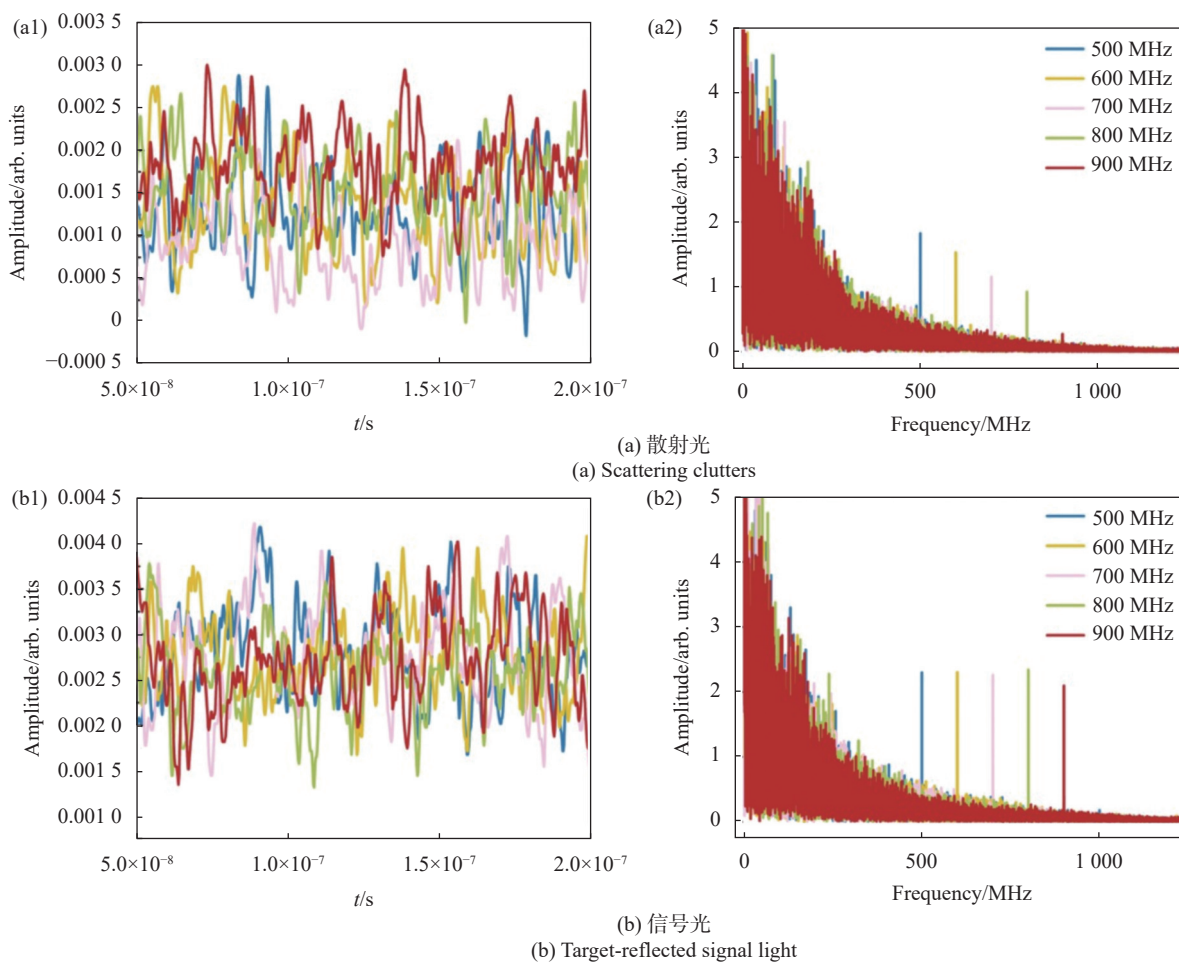 (a1)
0.003 5
0.003 0
0.002 5
0.002 0
0.001 5
0.001 0
0.000 5
0
−0.000 5
Amplitude/arb. units
5.0×10⁻⁸
1.0×10⁻⁷
1.5×10⁻⁷
2.0×10⁻⁷
t/s
(a2)
5
4
3
2
1
0
Amplitude/arb. units
500 MHz
600 MHz
700 MHz
800 MHz
900 MHz
0
500
1 000
Frequency/MHz
(a) 散射光
(a) Scattering clutters
(b1)
0.004 5
0.004 0
0.003 5
0.003 0
0.002 5
0.002 0
0.001 5
0.001 0
Amplitude/arb. units
5.0×10⁻⁸
1.0×10⁻⁷
1.5×10⁻⁷
2.0×10⁻⁷
t/s
(b2)
5
4
3
2
1
0
Amplitude/arb. units
500 MHz
600 MHz
700 MHz
800 MHz
900 MHz
0
500
1 000
Frequency/MHz
(b) 信号光
(b) Target-reflected signal light